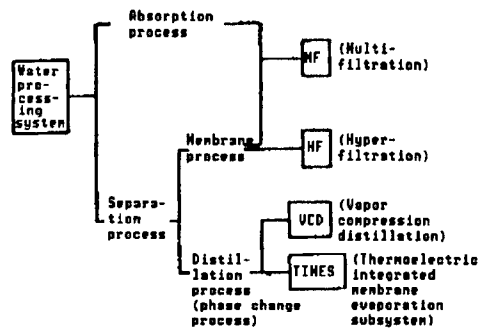 Absorption
process
MF
(Multi-
filtration)
Water
pro-
cess-
ing
system
Membrane
process
HF
(Hyper-
filtration)
Separa-
tion
process
VCD
(Vapor
compression
distillation)
Distil-
lation
process
(phase change
process)
TIMES
(Thermoelectric
integrated
membrane
evaporation
subsystem)